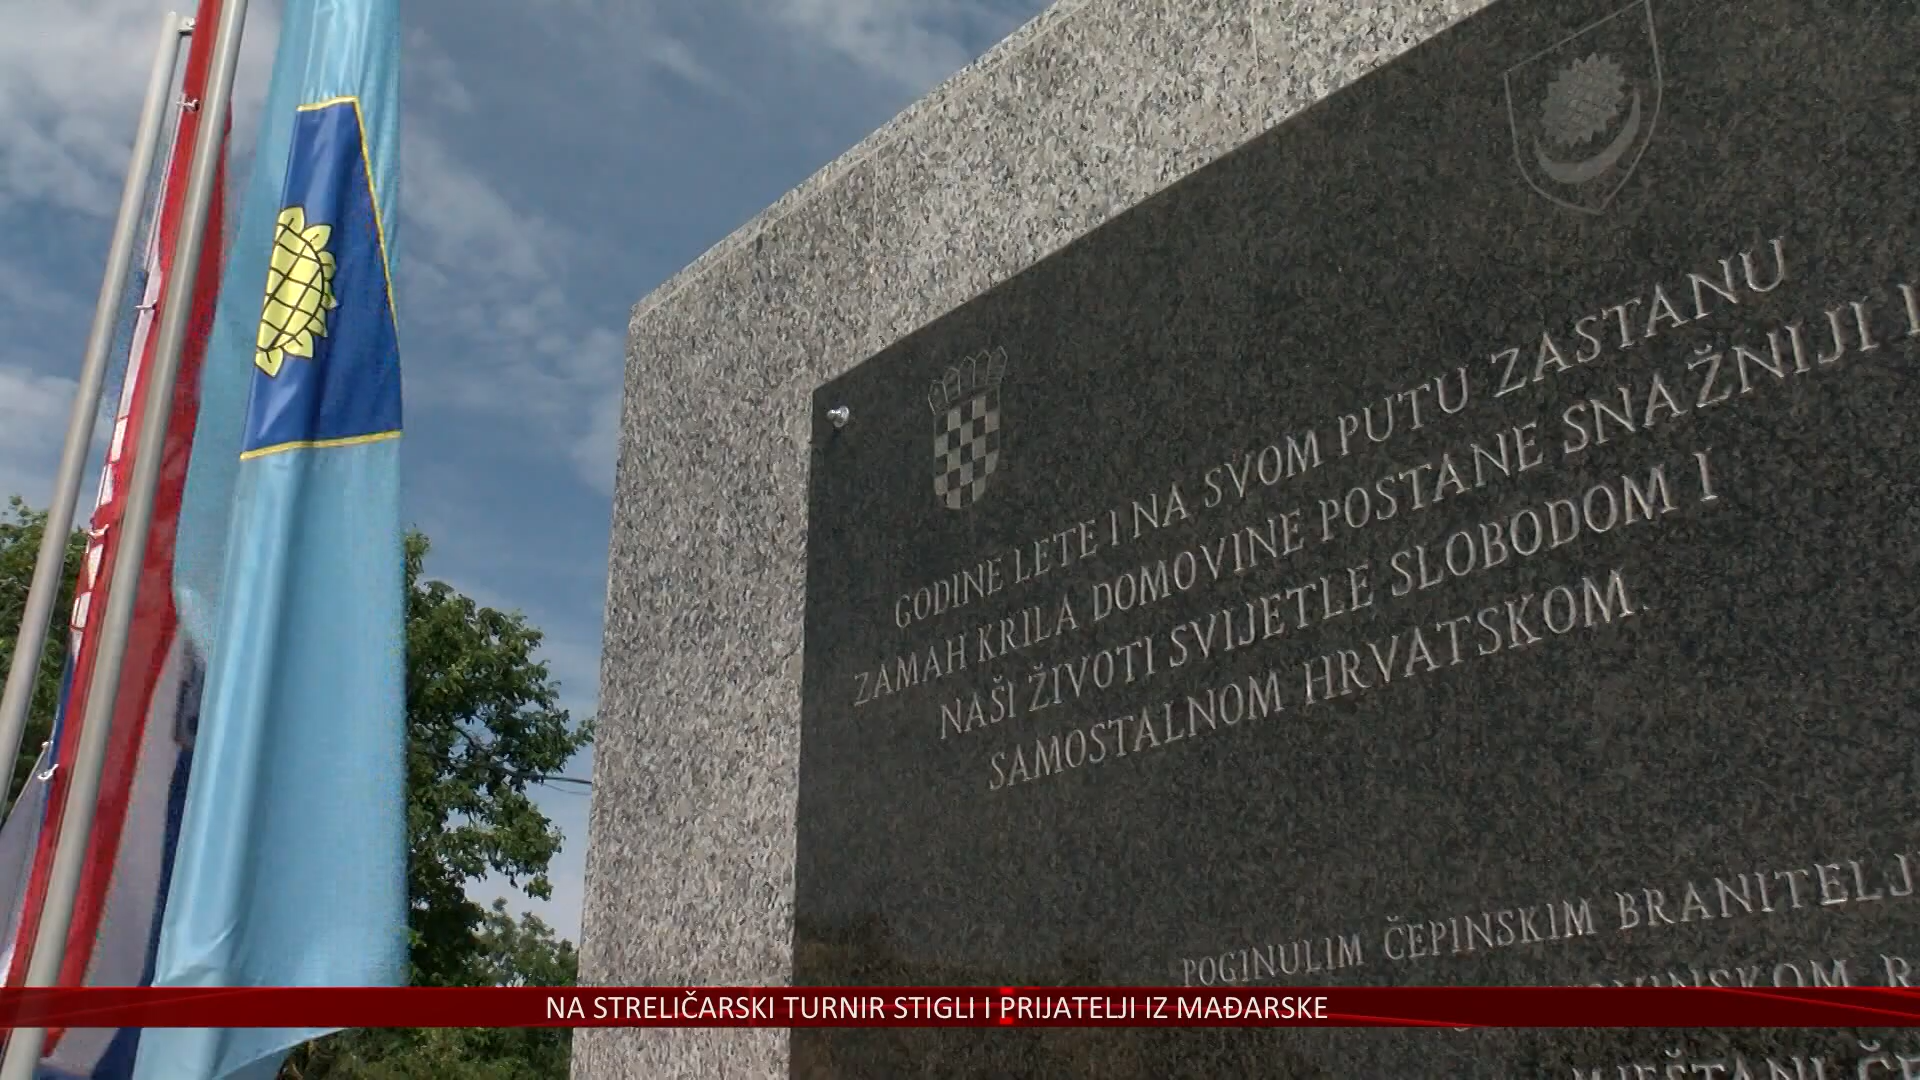 GODINE LETE I NA SVOM PUTU ZASTANU
ZAMAH KRILA DOMOVINE POSTANE SNAŽNIJI I
NAŠI ŽIVOTI SVIJETLE SLOBODOM I
SAMOSTALNOM HRVATSKOM.
POGINULIM ČEPINSKIM
NA STRELIČARSKI TURNIR STIGLI I PRIJATELJI IZ MAĐARSKE